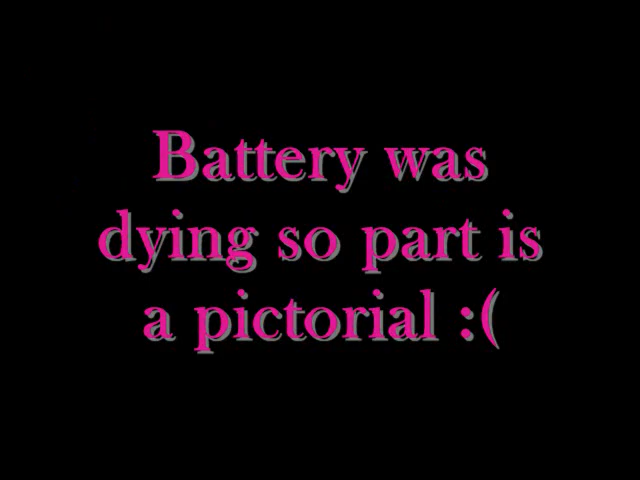 Battery was
dying so part is
a pictorial :(